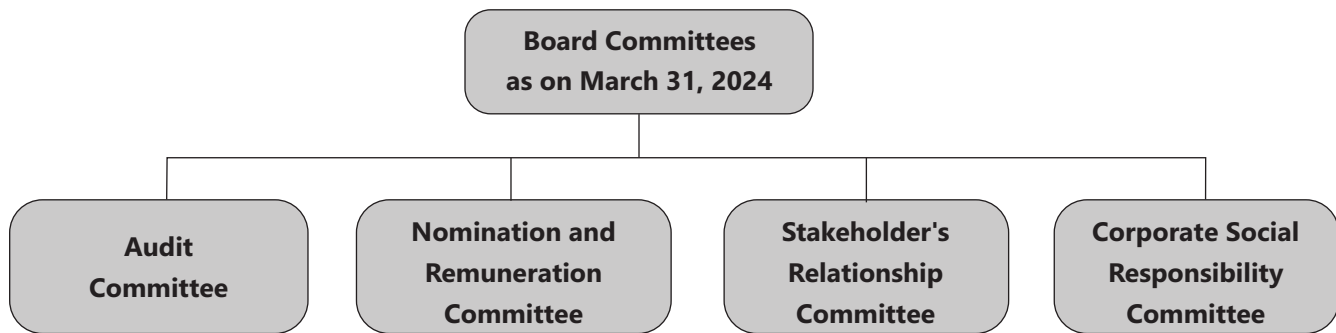 Board Committees
as on March 31, 2024
Audit
Committee
Nomination and
Remuneration
Committee
Stakeholder's
Relationship
Committee
Corporate Social
Responsibility
Committee